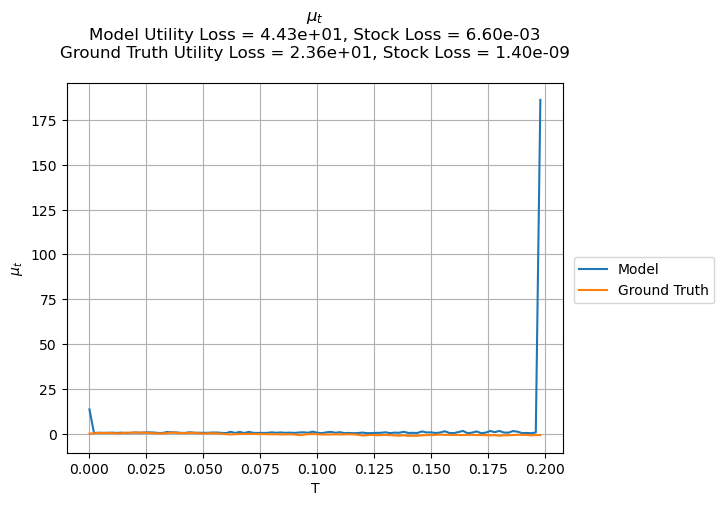 μt
Model Utility Loss = 4.43e+01, Stock Loss = 6.60e-03
Ground Truth Utility Loss = 2.36e+01, Stock Loss = 1.40e-09
175
150
125
100
75
50
25
0
μt
0.000 0.025 0.050 0.075 0.100 0.125 0.150 0.175 0.200
T
Model
Ground Truth